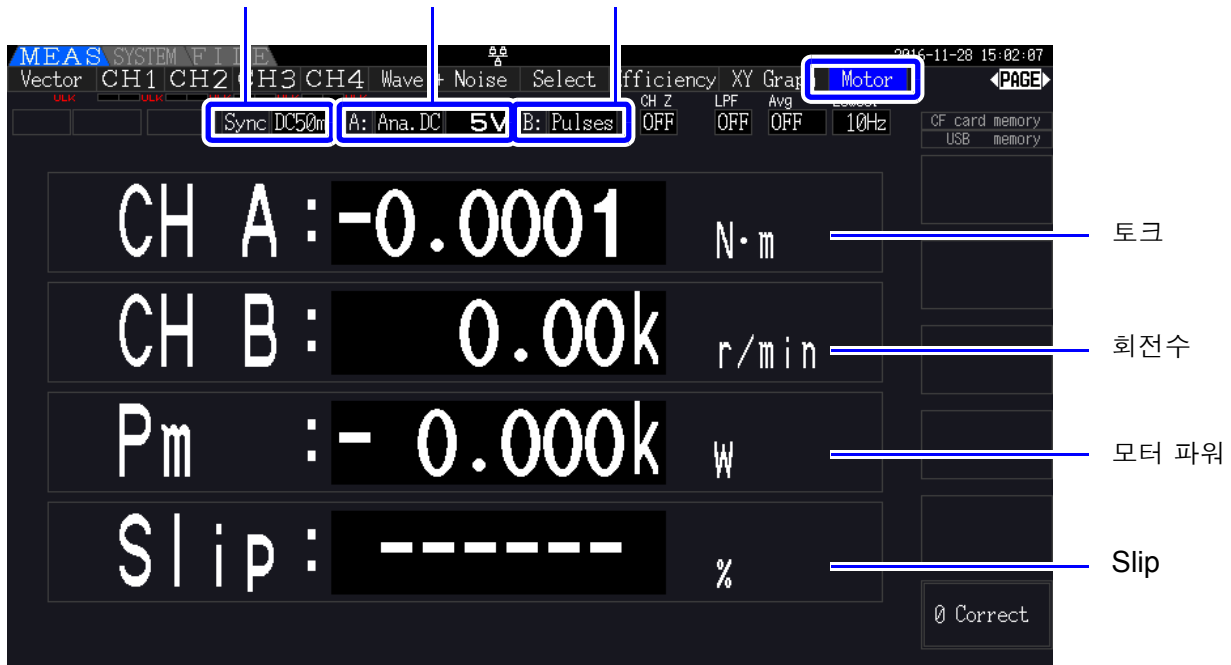 MEAS SYSTEM FILE 2016-11-28 15:02:07
Vector CH1 CH2 CH3 CH4 Wave + Noise Select Efficiency XY Graph Motor PAGE
ULK ULK CH Z LPF Avg Lowest
Sync DC50m A: Ana.DC 5V B: Pulses OFF OFF OFF 10Hz
CF card memory
USB memory
CH A: -0.0001 N·m 토크
CH B: 0.00k r/min 회전수
Pm :- 0.000k W 모터 파워
Slip: ------ % Slip
0 Correct